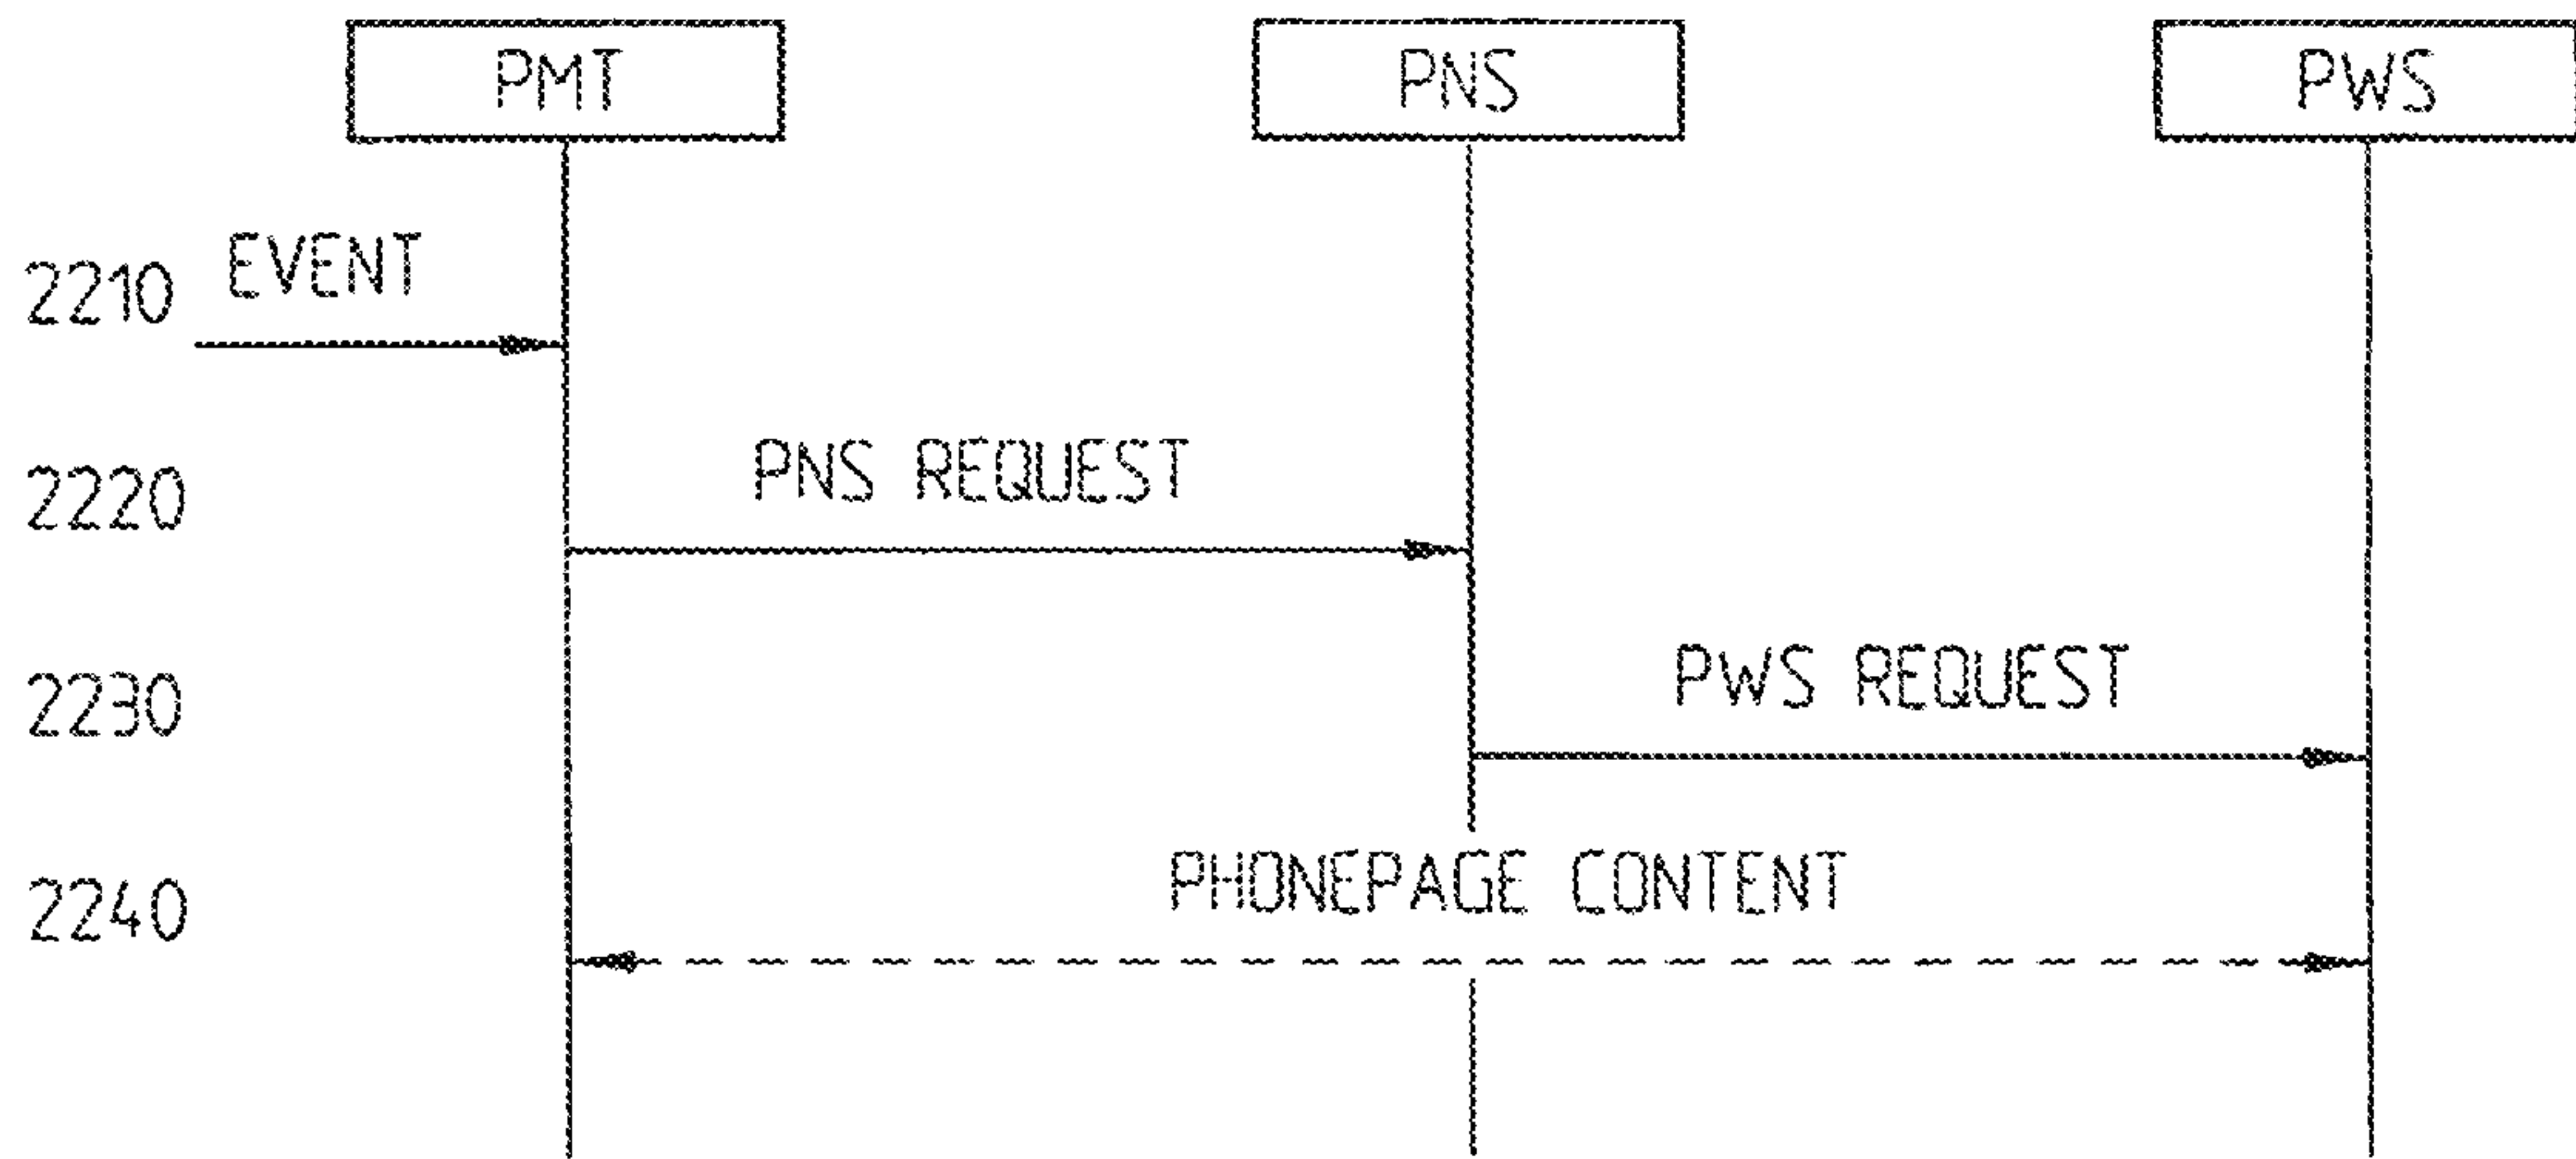 PMT PNS PWS
2210 EVENT
2220 PNS REQUEST
2230 PWS REQUEST
2240 PHONEPAGE CONTENT